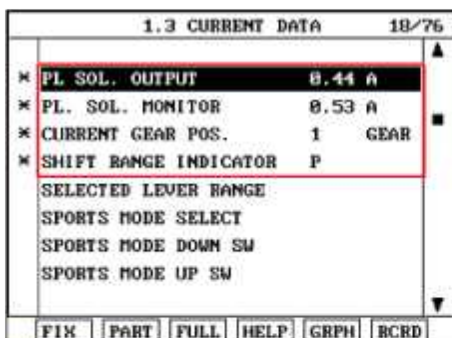 1.3 CURRENT DATA 18/76
* PL SOL. OUTPUT 0.44 A
* PL. SOL. MONITOR 0.53 A
* CURRENT GEAR POS. 1 GEAR
* SHIFT RANGE INDICATOR P
SELECTED LEVER RANGE
SPORTS MODE SELECT
SPORTS MODE DOWN SW
SPORTS MODE UP SW
FIX PART FULL HELP GRPH RCRD